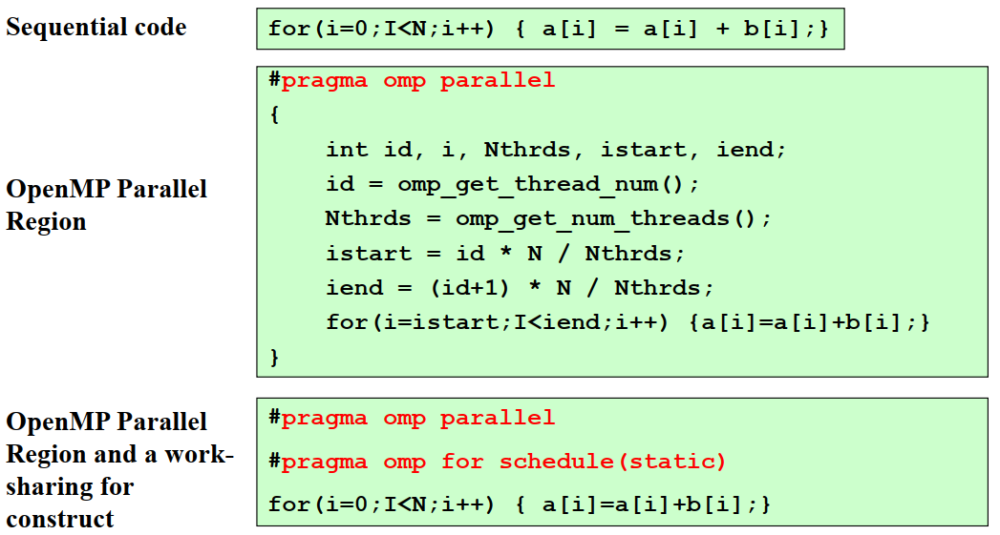 Sequential code
for(i=0;I<N;i++) { a[i] = a[i] + b[i];}
OpenMP Parallel
Region
#pragma omp parallel
{
int id, i, Nthrds, istart, iend;
id = omp_get_thread_num();
Nthrds = omp_get_num_threads();
istart = id * N / Nthrds;
iend = (id+1) * N / Nthrds;
for(i=istart;I<iend;i++) {a[i]=a[i]+b[i];}
}
OpenMP Parallel
Region and a work-
sharing for
construct
#pragma omp parallel
#pragma omp for schedule(static)
for(i=0;I<N;i++) { a[i]=a[i]+b[i];}